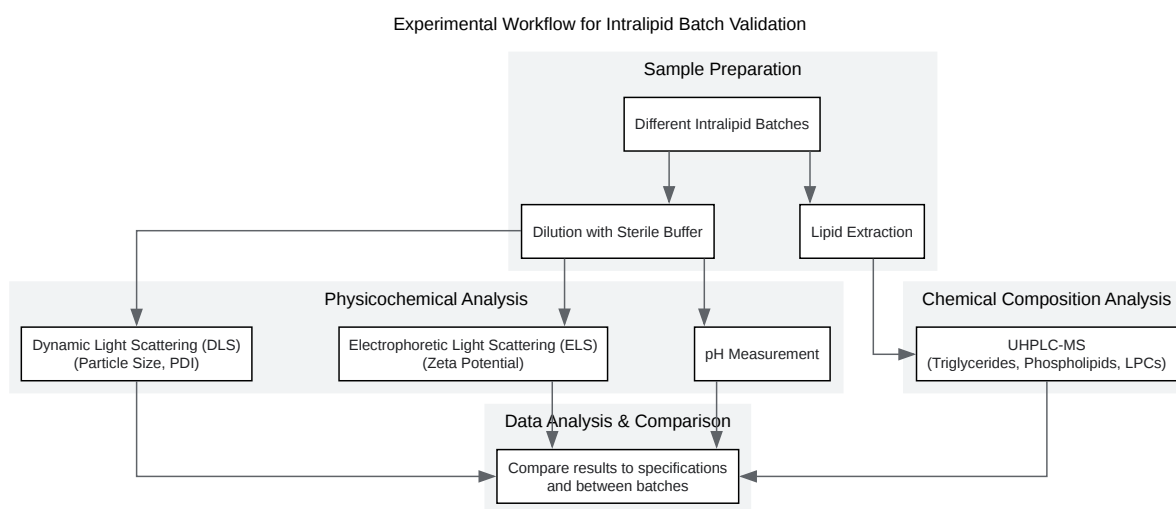 Experimental Workflow for Intralipid Batch Validation
Sample Preparation
Different Intralipid Batches
Dilution with Sterile Buffer
Lipid Extraction
Physicochemical Analysis
Chemical Composition Analysis
Dynamic Light Scattering (DLS)
(Particle Size, PDI)
Electrophoretic Light Scattering (ELS)
(Zeta Potential)
pH Measurement
UHPLC-MS
(Triglycerides, Phospholipids, LPCs)
Data Analysis & Comparison
Compare results to specifications
and between batches